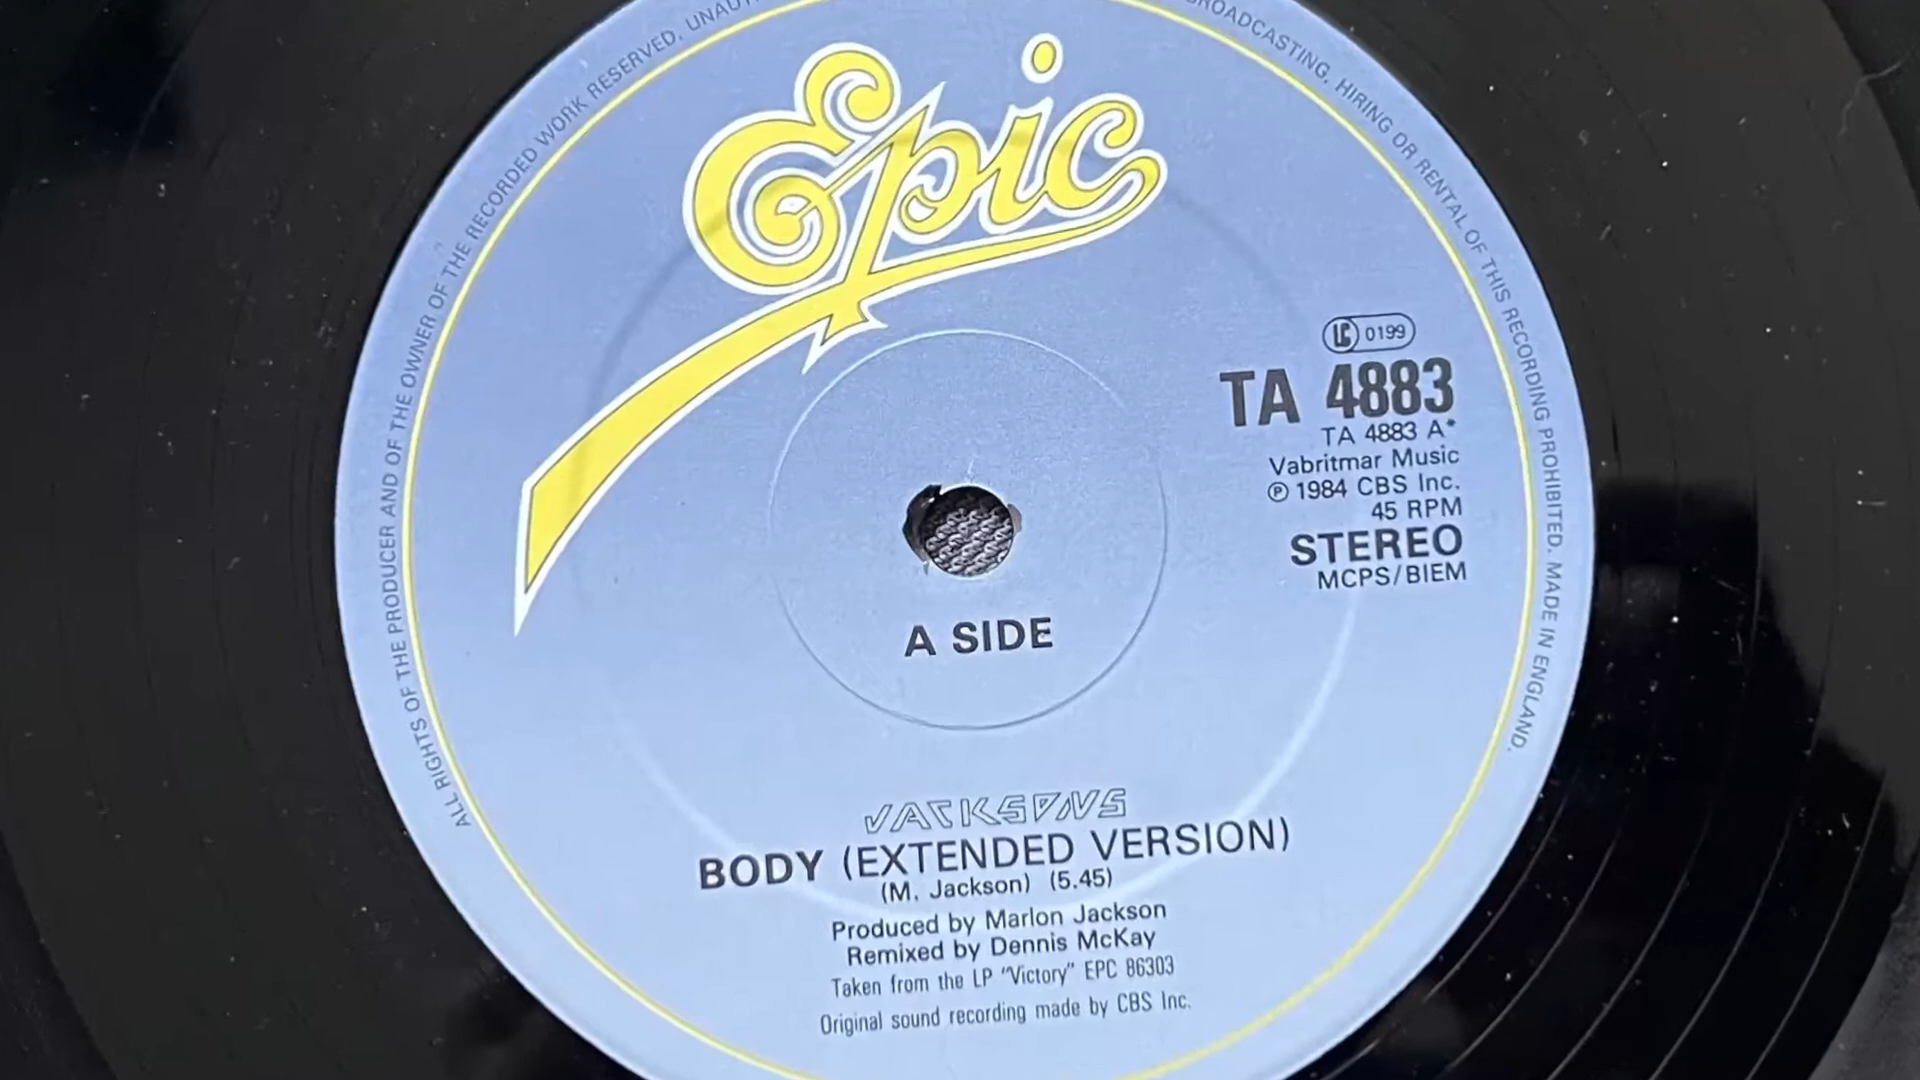 ALL RIGHTS OF THE PRODUCER AND OF THE OWNER OF THE RECORDED WORK RESERVED.
BROADCASTING, HIRING OR RENTAL OF THIS RECORDING PROHIBITED. MADE IN ENGLAND.
Epic
LC 0199
TA 4883
TA 4883 A*
Vabritmar Music
℗ 1984 CBS Inc.
45 RPM
STEREO
MCPS/BIEM
A SIDE
JACKSONS
BODY (EXTENDED VERSION)
(M. Jackson) (5.45)
Produced by Marlon Jackson
Remixed by Dennis McKay
Taken from the LP "Victory" EPC 86303
Original sound recording made by CBS Inc.